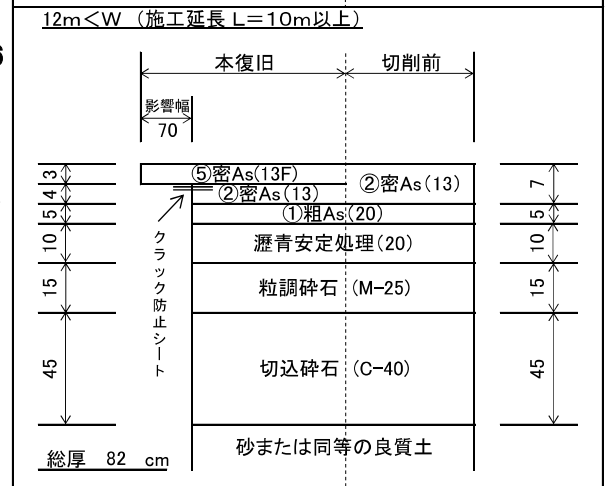 12m<W (施工延長 L=10m以上)
6
本復旧 切削前
影響幅
70
3 ⑤密As(13F)
4 ②密As(13) ②密As(13) 7
5 ①粗As(20) 5
10 瀝青安定処理(20) 10
クラック防止シート
15 粒調砕石 (M-25) 15
45 切込砕石 (C-40) 45
砂または同等の良質土
総厚 82 cm